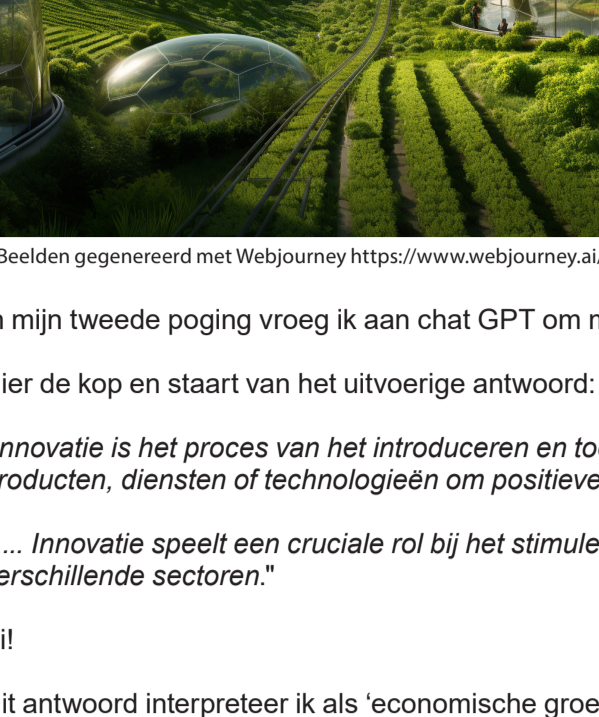 Beelden gegenereerd met Webjourney https://www.webjourney.ai/
mijn tweede poging vroeg ik aan chat GPT om
de kop en staart van het uitvoerige antwoord:
nnovatie is het proces van het introduceren en
roducten, diensten of technologieën om positieve
... Innovatie speelt een cruciale rol bij het stimule
erschillende sectoren."
i!
it antwoord interpreteer ik als ‘economische groe